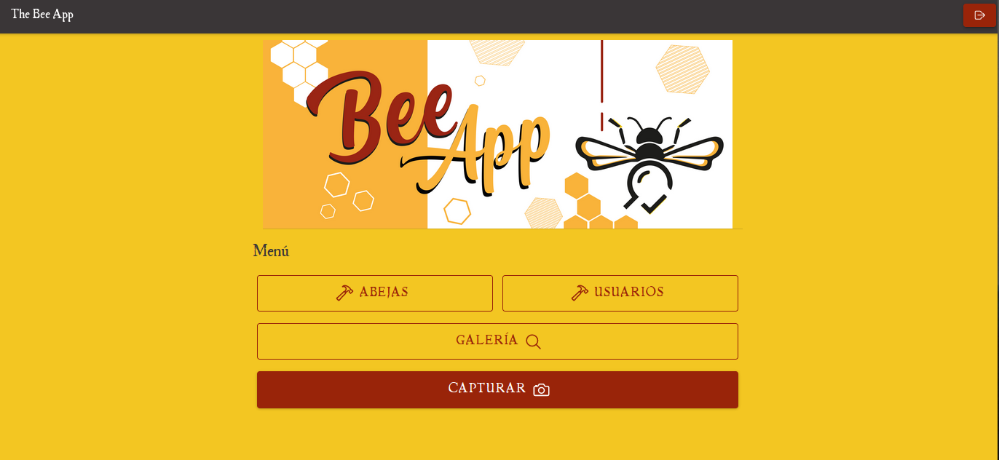 The Bee App
Bee
App
Menú
ABEJAS
USUARIOS
GALERÍA
CAPTURAR